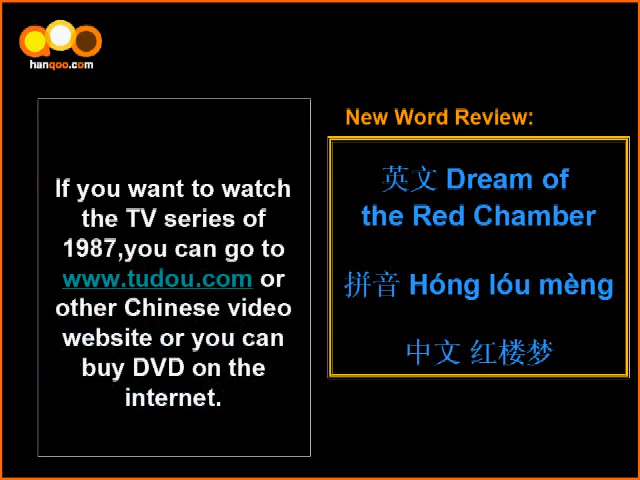 hanqoo.com
If you want to watch
the TV series of
1987,you can go to
www.tudou.com or
other Chinese video
website or you can
buy DVD on the
internet.
New Word Review:
英文 Dream of
the Red Chamber
拼音 Hóng lóu mèng
中文 红楼梦